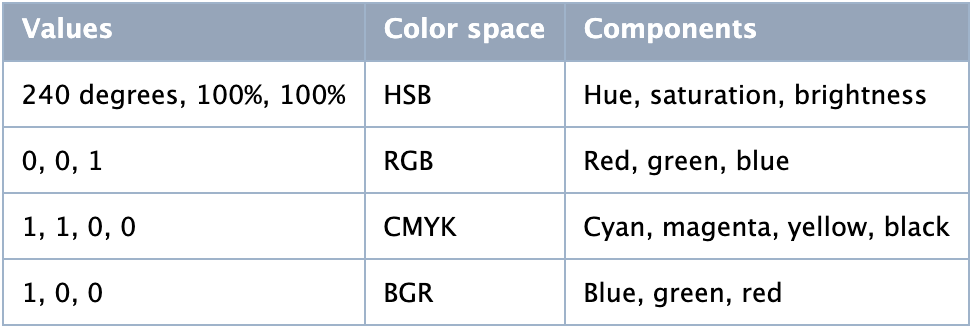 Values Color space Components
240 degrees, 100%, 100% HSB Hue, saturation, brightness
0, 0, 1 RGB Red, green, blue
1, 1, 0, 0 CMYK Cyan, magenta, yellow, black
1, 0, 0 BGR Blue, green, red